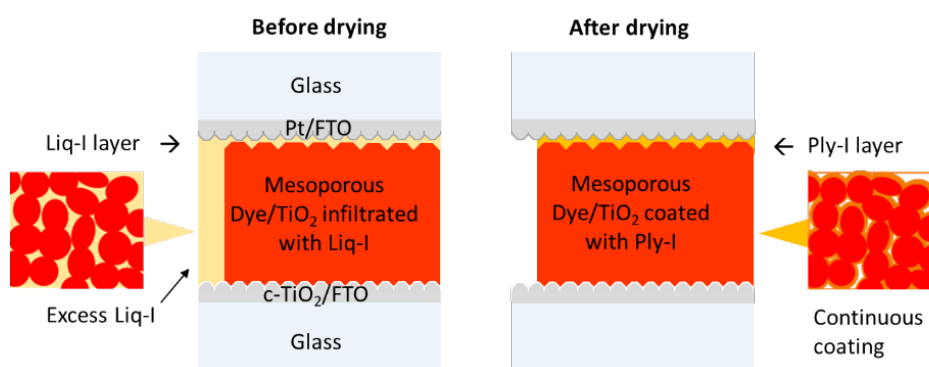 Before drying
After drying
Glass
Pt/FTO
Liq-I layer →
← Ply-I layer
Mesoporous
Dye/TiO₂ infiltrated
with Liq-I
Mesoporous
Dye/TiO₂ coated
with Ply-I
c-TiO₂/FTO
Excess Liq-I
Glass
Continuous
coating